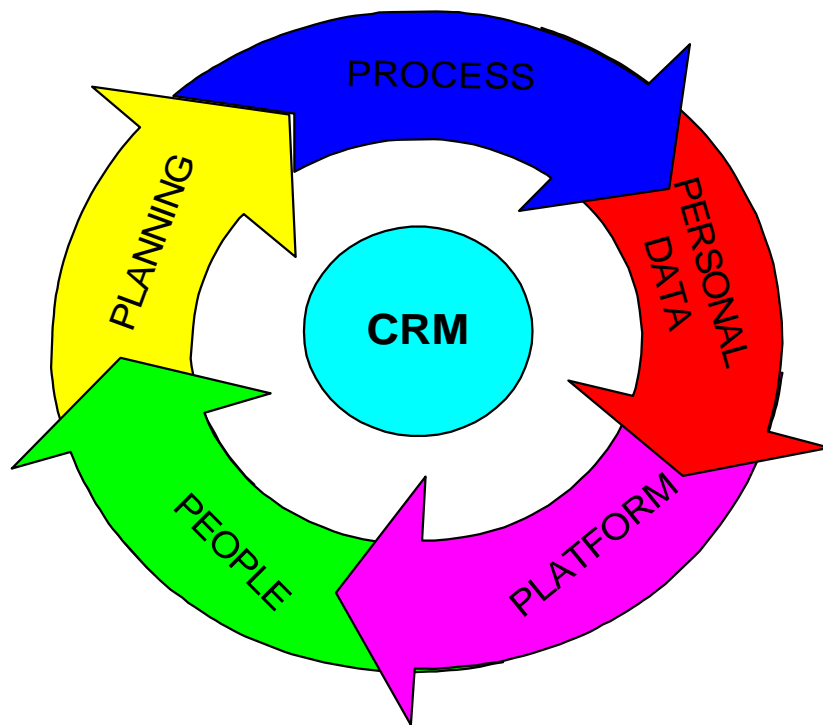 PROCESS
PERSONAL
DATA
PLATFORM
PEOPLE
PLANNING
CRM